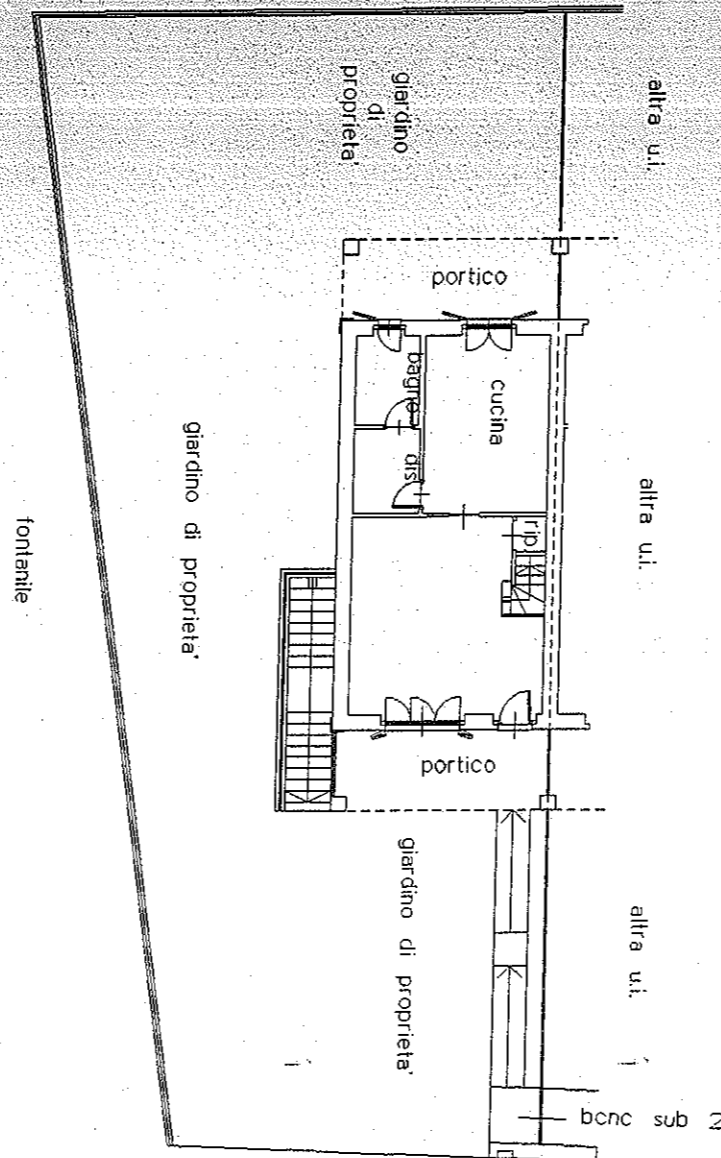 giardino
di
proprieta'
altra u.i.
portico
bagno
cucina
dis
rip.
altra u.i.
giardino di proprieta'
fontanile
portico
giardino di proprieta'
altra u.i.
bcnc sub 2